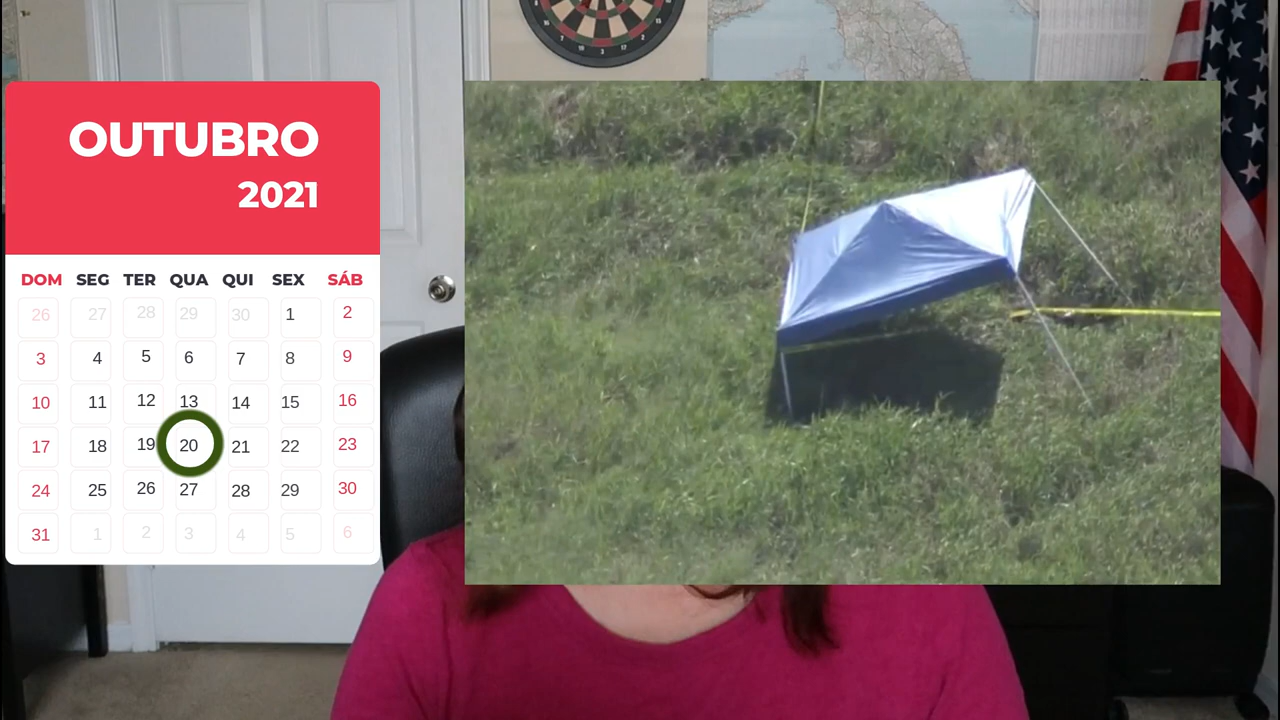 OUTUBRO
2021
DOM SEG TER QUA QUI SEX SÁB
26 27 28 29 30 1 2
3 4 5 6 7 8 9
10 11 12 13 14 15 16
17 18 19 20 21 22 23
24 25 26 27 28 29 30
31 1 2 3 4 5 6